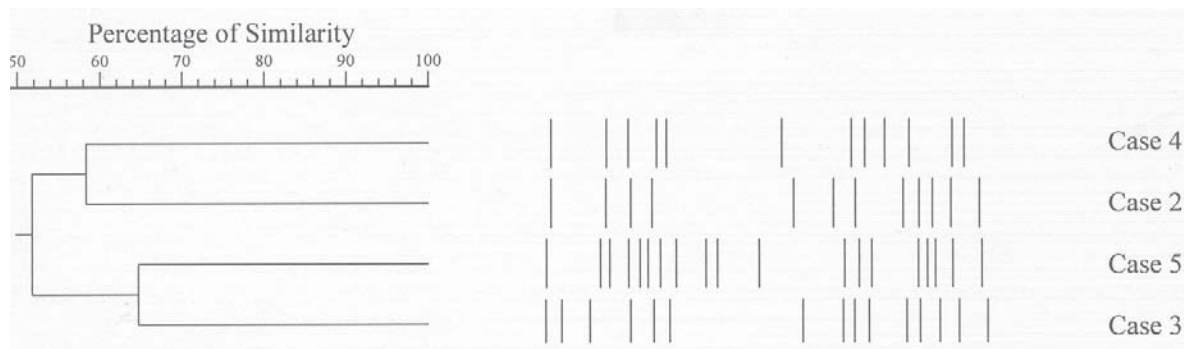 Percentage of Similarity
50 60 70 80 90 100
Case 4
Case 2
Case 5
Case 3